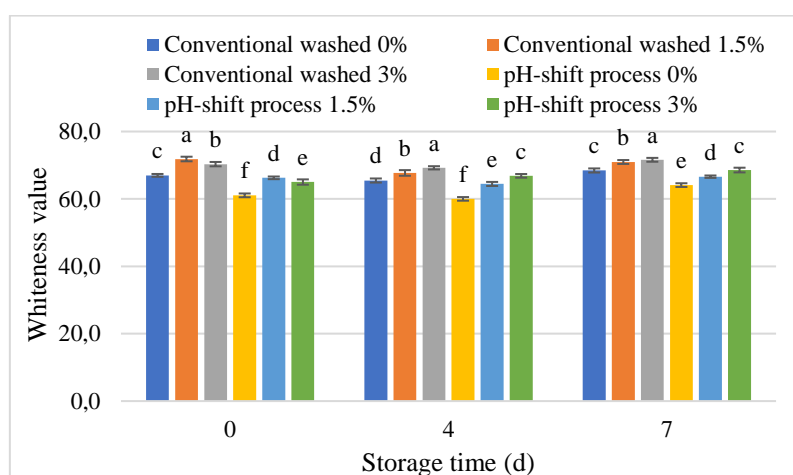 Conventional washed 0% Conventional washed 1.5%
Conventional washed 3% pH-shift process 0%
pH-shift process 1.5% pH-shift process 3%
Whiteness value
80,0
60,0
40,0
20,0
0,0
c a b f d e
d b a f e c
c b a e d c
0 4 7
Storage time (d)